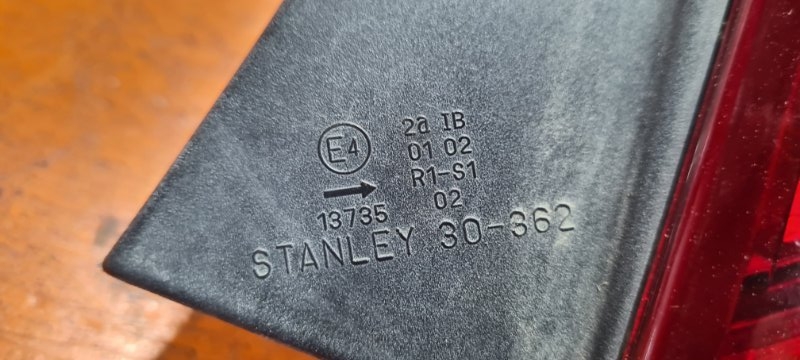 E4
2a IB
01 02
R1-S1
02
→
13735
STANLEY 30-362